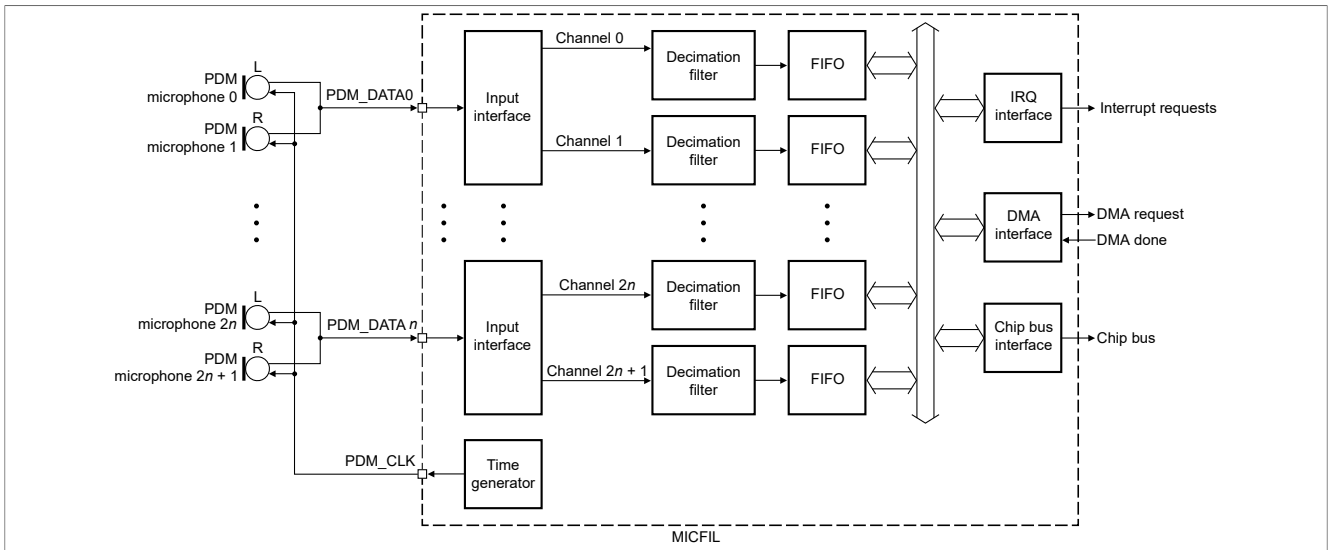 L
PDM
microphone 0
R
PDM
microphone 1
PDM_DATA0
Input
interface
Channel 0
Channel 1
Decimation
filter
FIFO
Decimation
filter
FIFO
IRQ
interface
Interrupt requests
DMA
interface
DMA request
DMA done
L
PDM
microphone 2n
R
PDM
microphone 2n + 1
PDM_DATA n
Input
interface
Channel 2n
Channel 2n + 1
Decimation
filter
FIFO
Decimation
filter
FIFO
Chip bus
interface
Chip bus
PDM_CLK
Time
generator
MICFIL